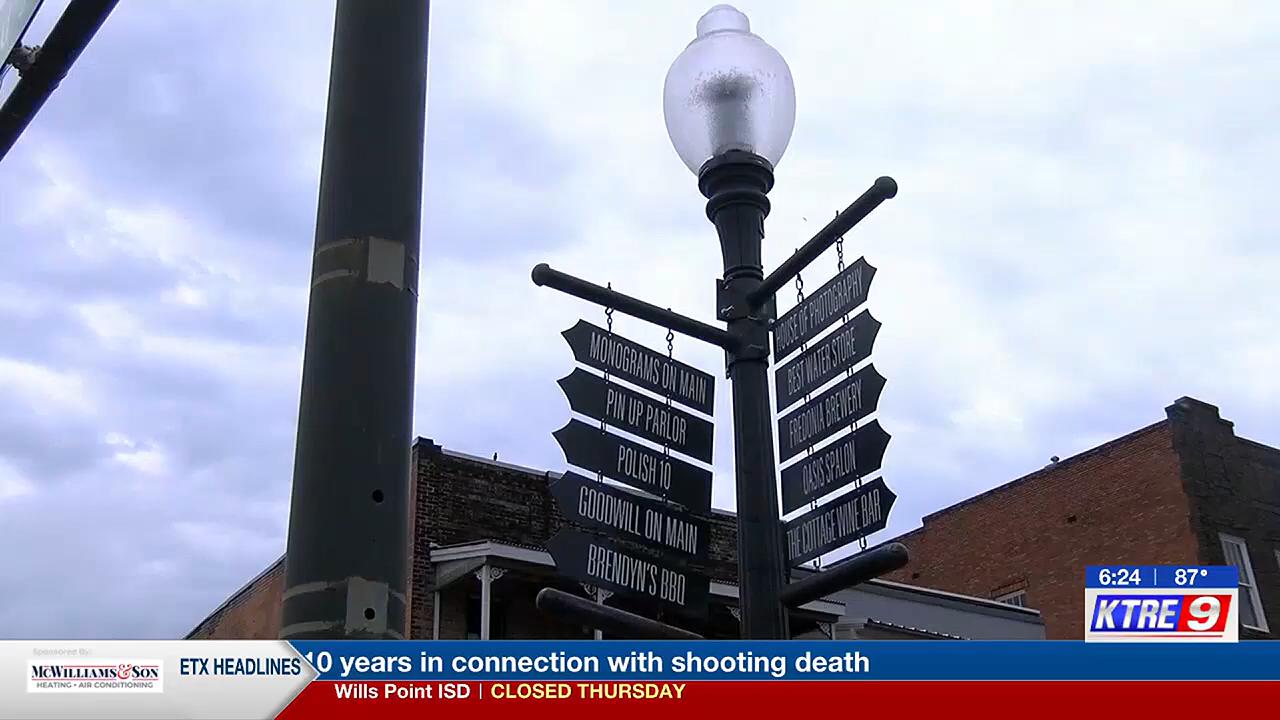 MONOGRAMS ON MAIN
PIN UP PARLOR
POLISH 10
GOODWILL ON MAIN
BRENDYN'S BBQ
HOUSE OF PHOTOGRAPHY
BEST WATER STORE
FREDONIA BREWERY
OASIS SPALON
THE COTTAGE WINE BAR
6:24 | 87°
KTRE 9
Sponsored By:
McWILLIAMS & SON
HEATING • AIR CONDITIONING
ETX HEADLINES
10 years in connection with shooting death
Wills Point ISD | CLOSED THURSDAY